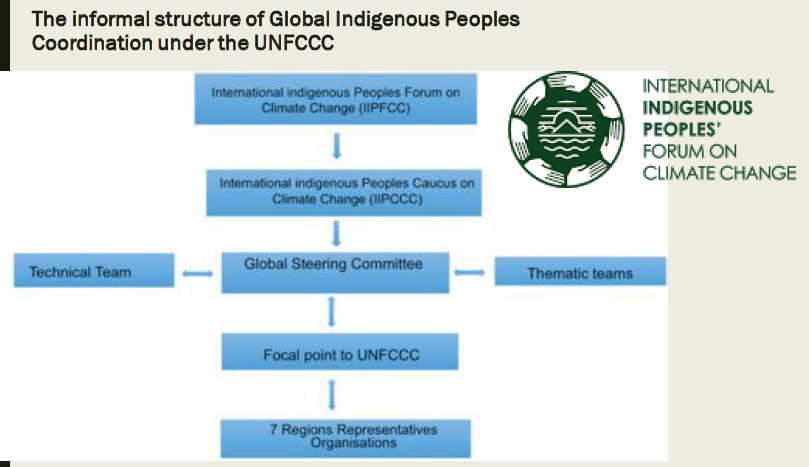 The informal structure of Global Indigenous Peoples
Coordination under the UNFCCC
International indigenous Peoples Forum on
Climate Change (IIPFCC)
INTERNATIONAL
INDIGENOUS
PEOPLES'
FORUM ON
CLIMATE CHANGE
International indigenous Peoples Caucus on
Climate Change (IIPCCC)
Technical Team
Global Steering Committee
Thematic teams
Focal point to UNFCCC
7 Regions Representatives
Organisations